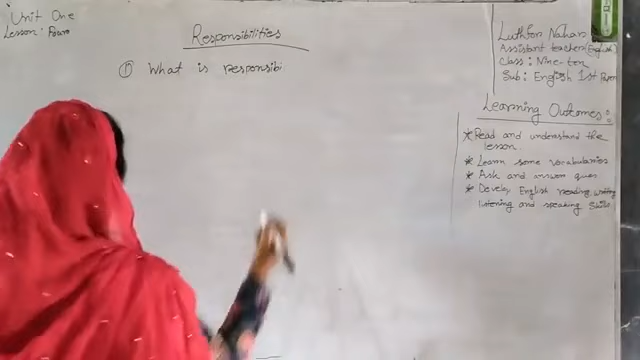 Unit One
Lesson: Four
Responsibilities
① What is responsibi
Luthfon Nahar
Assistant teacher (English)
Class: Nine-ten
Sub: English 1st Paper
Learning Outcomes:
* Read and understand the
lesson.
* Learn some vocabularies
* Ask and answer ques
* Develop English reading, writing
listening and speaking skills